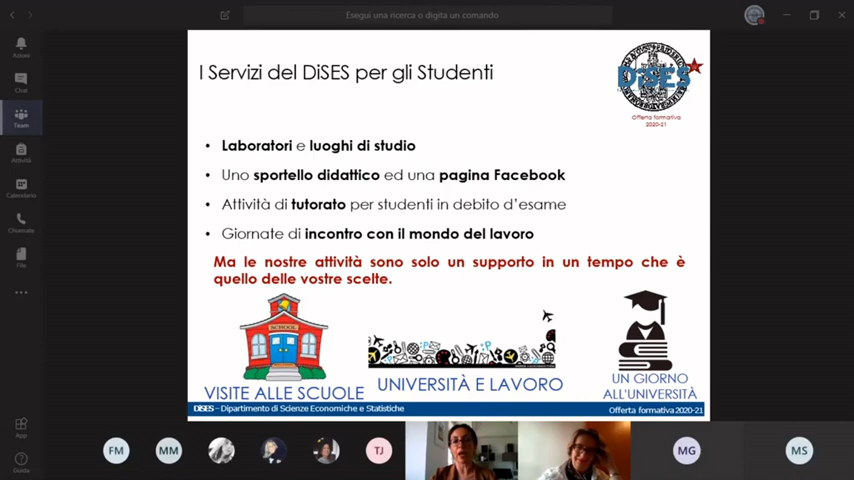 Esegui una ricerca o digita un comando
Azioni
Chat
Team
Attività
Calendario
Chiamate
File
App
Guida
I Servizi del DiSES per gli Studenti
DiSES
Offerta formativa
2020-21
• Laboratori e luoghi di studio
• Uno sportello didattico ed una pagina Facebook
• Attività di tutorato per studenti in debito d'esame
• Giornate di incontro con il mondo del lavoro
Ma le nostre attività sono solo un supporto in un tempo che è
quello delle vostre scelte.
SCHOOL
VISITE ALLE SCUOLE
UNIVERSITÀ E LAVORO
UN GIORNO
ALL'UNIVERSITÀ
DiSES – Dipartimento di Scienze Economiche e Statistiche
Offerta formativa 2020-21
FM
MM
TJ
MG
MS